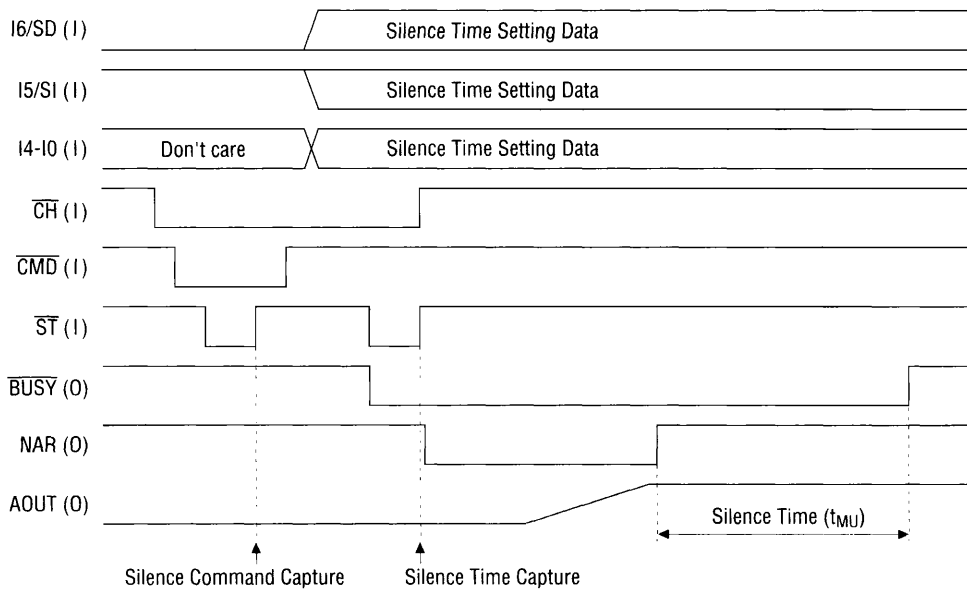 I6/SD (I) Silence Time Setting Data
I5/SI (I) Silence Time Setting Data
I4-I0 (I) Don't care Silence Time Setting Data
CH (I)
CMD (I)
ST (I)
BUSY (O)
NAR (O)
AOUT (O) Silence Time (tMU)
Silence Command Capture Silence Time Capture